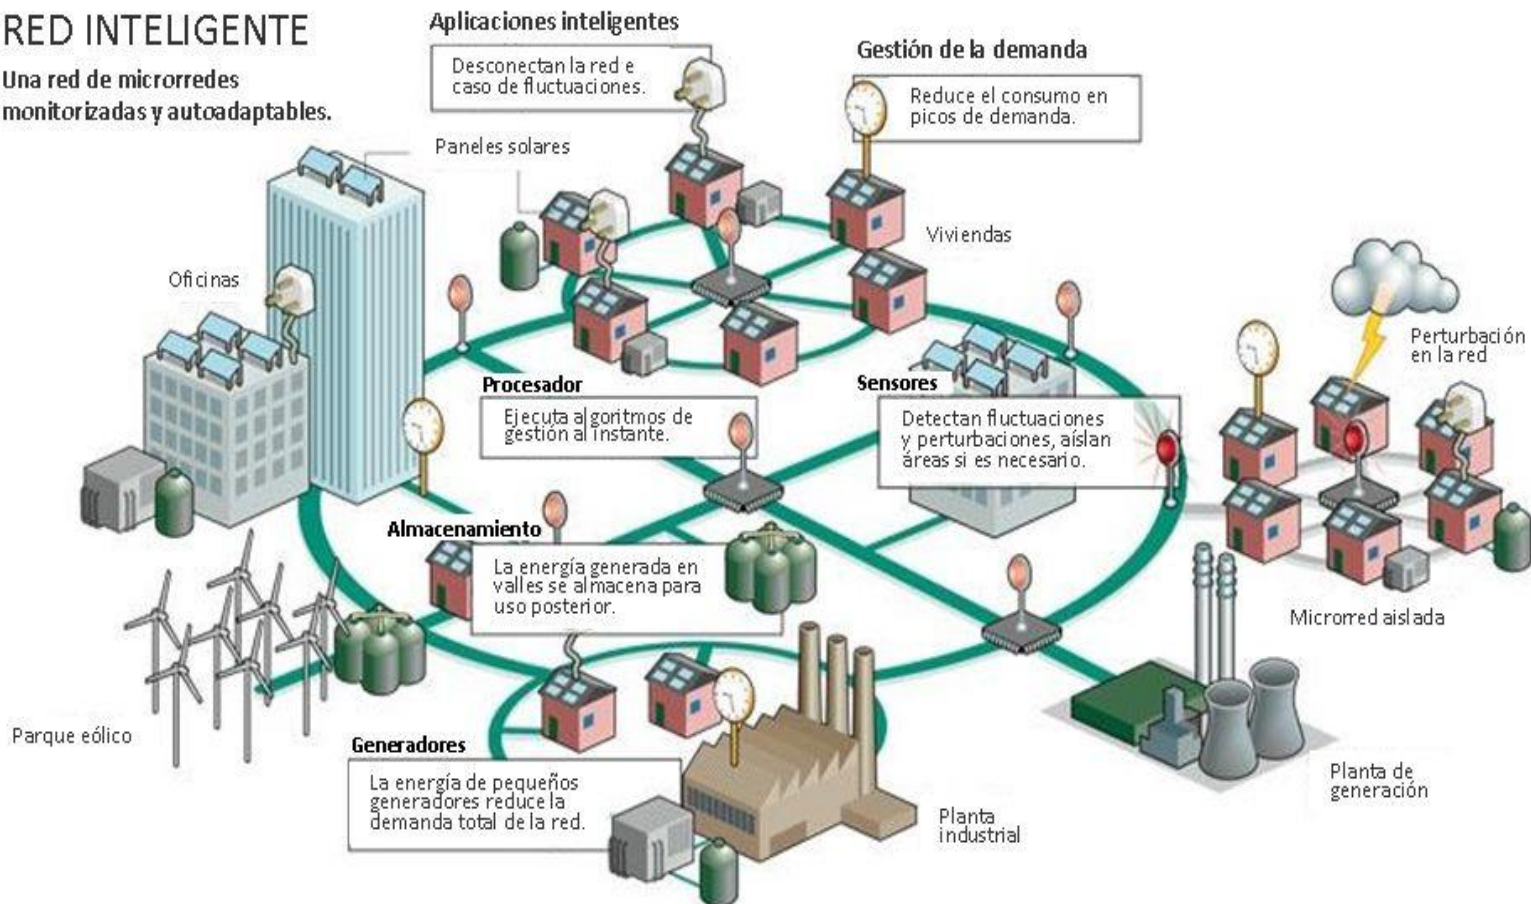 RED INTELIGENTE
Una red de microrredes
monitorizadas y autoadaptables.
Aplicaciones inteligentes
Desconectan la red e
caso de fluctuaciones.
Gestión de la demanda
Reduce el consumo en
picos de demanda.
Paneles solares
Viviendas
Oficinas
Perturbación
en la red
Procesador
Ejecuta algoritmos de
gestión al instante.
Sensores
Detectan fluctuaciones
y perturbaciones, aíslan
áreas si es necesario.
Almacenamiento
La energía generada en
valles se almacena para
uso posterior.
Microrred aislada
Parque eólico
Generadores
La energía de pequeños
generadores reduce la
demanda total de la red.
Planta
industrial
Planta de
generación